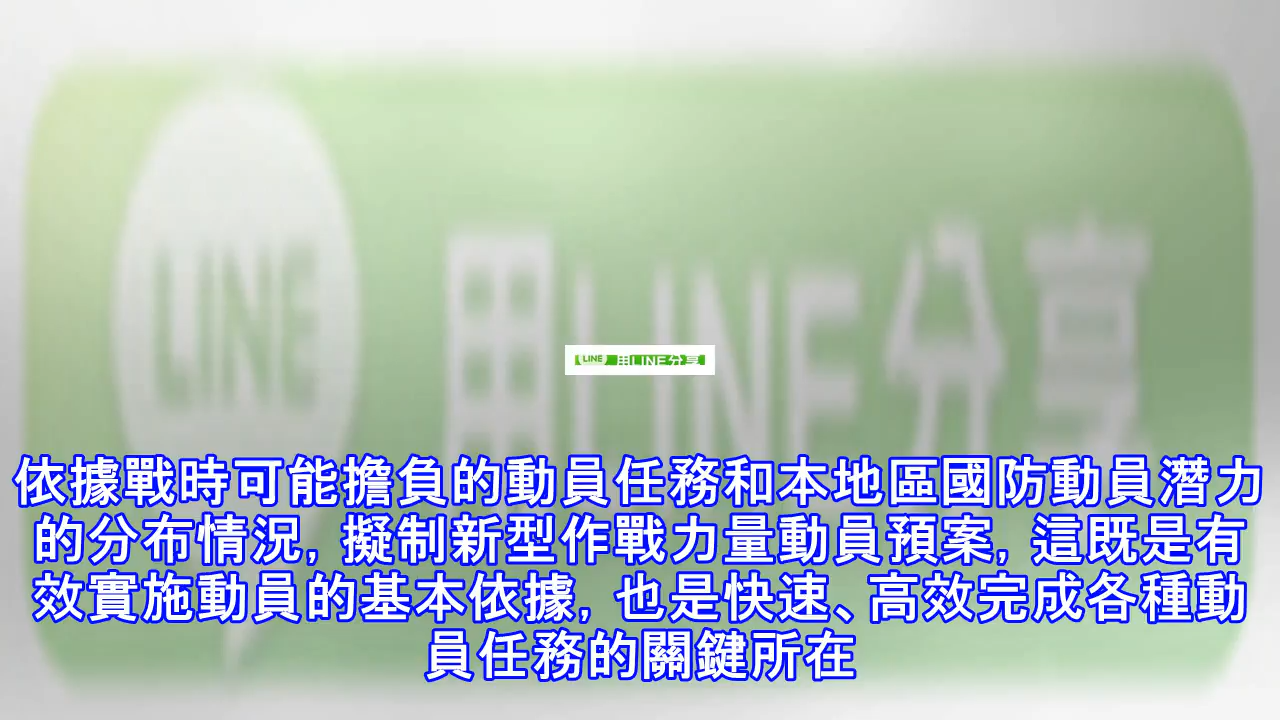 LINE
用LINE分享
LINE 用LINE分享
依據戰時可能擔負的動員任務和本地區國防動員潛力
的分布情況, 擬制新型作戰力量動員預案, 這既是有
效實施動員的基本依據, 也是快速、高效完成各種動
員任務的關鍵所在